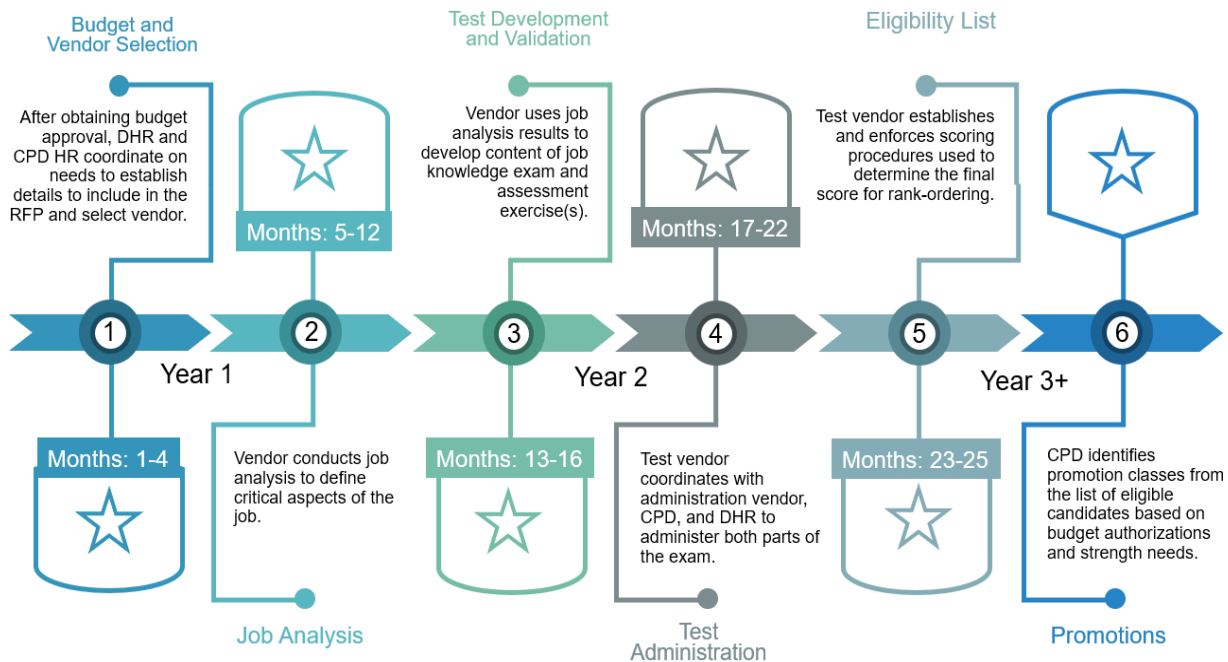 Budget and
Vendor Selection
After obtaining budget
approval, DHR and
CPD HR coordinate on
needs to establish
details to include in the
RFP and select vendor.
1
Months: 1-4
Year 1
Months: 5-12
2
Vendor conducts job
analysis to define
critical aspects of the
job.
Job Analysis
Test Development
and Validation
Vendor uses job
analysis results to
develop content of job
knowledge exam and
assessment
exercise(s).
3
Months: 13-16
Year 2
Months: 17-22
4
Test vendor
coordinates with
administration vendor,
CPD, and DHR to
administer both parts
of the exam.
Test
Administration
Eligibility List
Test vendor establishes
and enforces scoring
procedures used to
determine the final
score for rank-ordering.
5
Months: 23-25
Year 3+
6
CPD identifies
promotion classes from
the list of eligible
candidates based on
budget authorizations
and strength needs.
Promotions